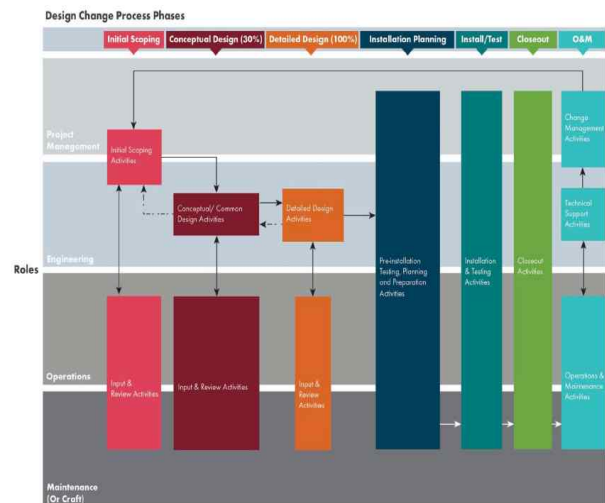 Design Change Process Phases
Initial Scoping
Conceptual Design (30%)
Detailed Design (100%)
Installation Planning
Install/Test
Closeout
O&M
Project
Management
Initial Scoping
Activities
Change
Management
Activities
Conceptual/ Common
Design Activities
Detailed Design
Activities
Technical
Support
Activities
Engineering
Pre-installation
Testing, Planning
and Preparation
Activities
Installation
& Testing
Activities
Closeout
Activities
Roles
Operations
Input &
Review Activities
Input & Review Activities
Input &
Review
Activities
Operations &
Maintenance
Activities
Maintenance
(Or Craft)